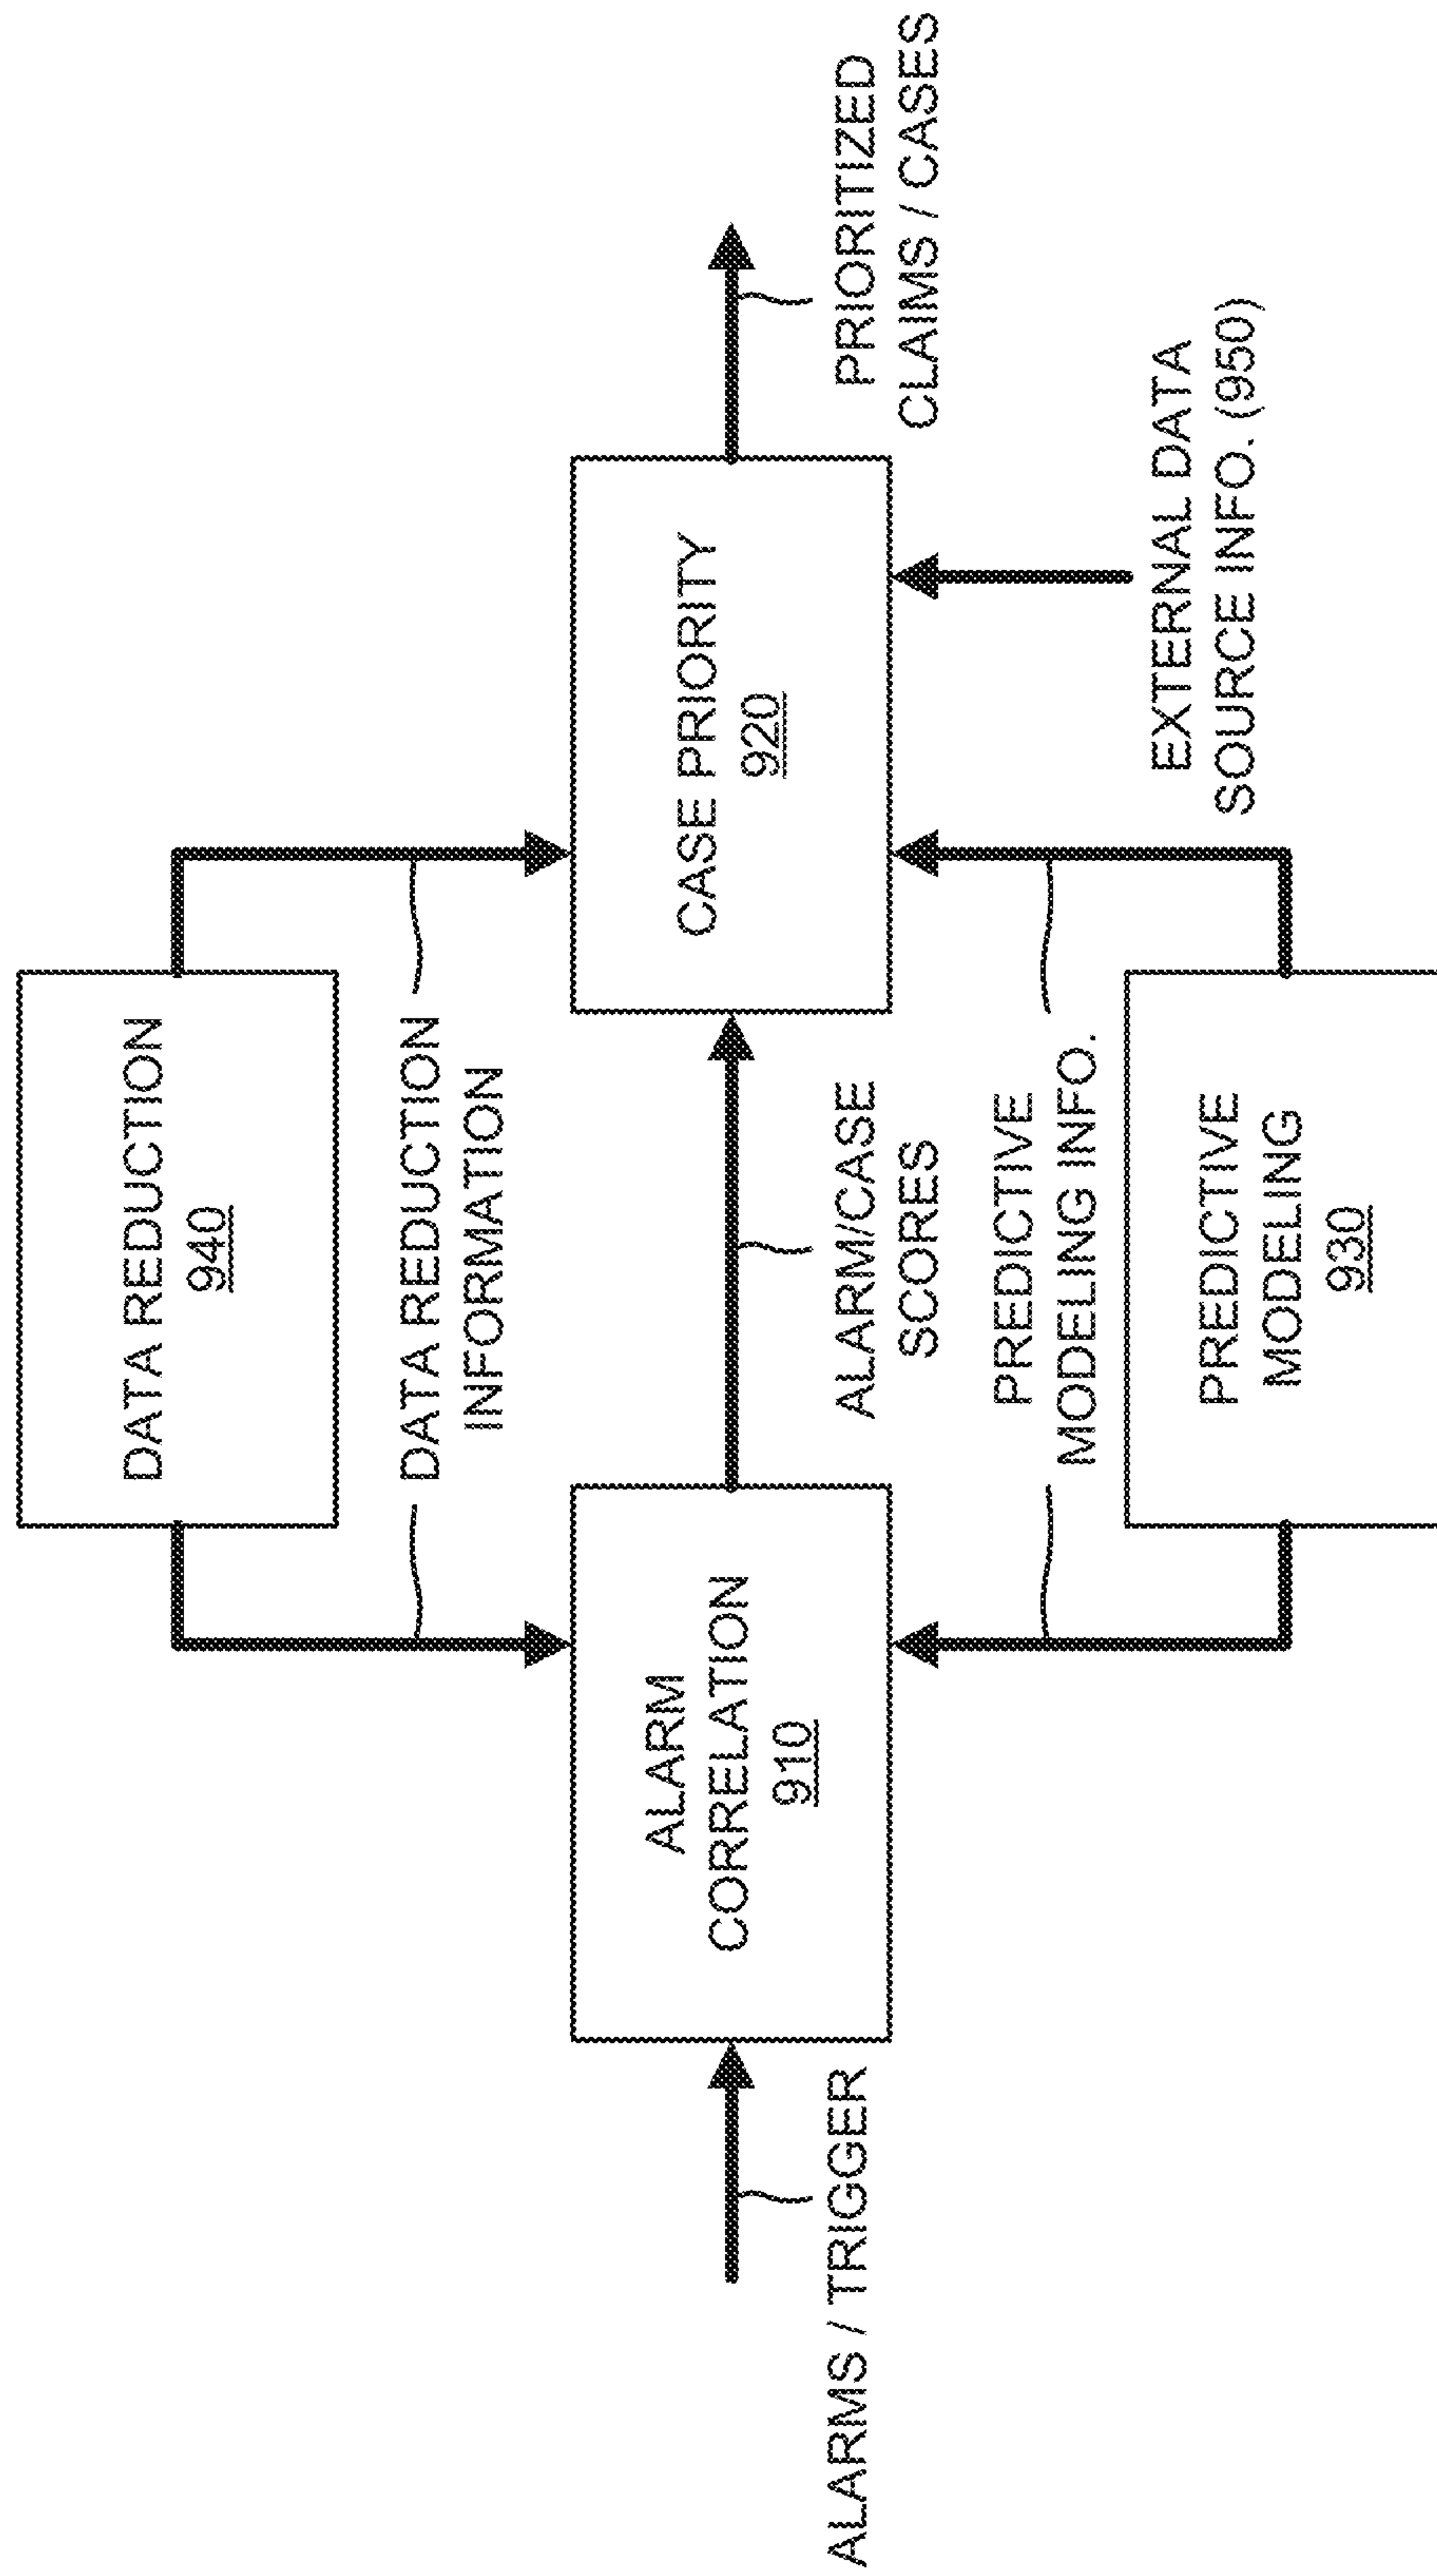 DATA REDUCTION
940
DATA REDUCTION
INFORMATION
ALARMS / TRIGGER
ALARM
CORRELATION
910
ALARM/CASE
SCORES
CASE PRIORITY
920
PRIORITIZED
CLAIMS / CASES
PREDICTIVE
MODELING INFO.
EXTERNAL DATA
SOURCE INFO. (950)
PREDICTIVE
MODELING
930